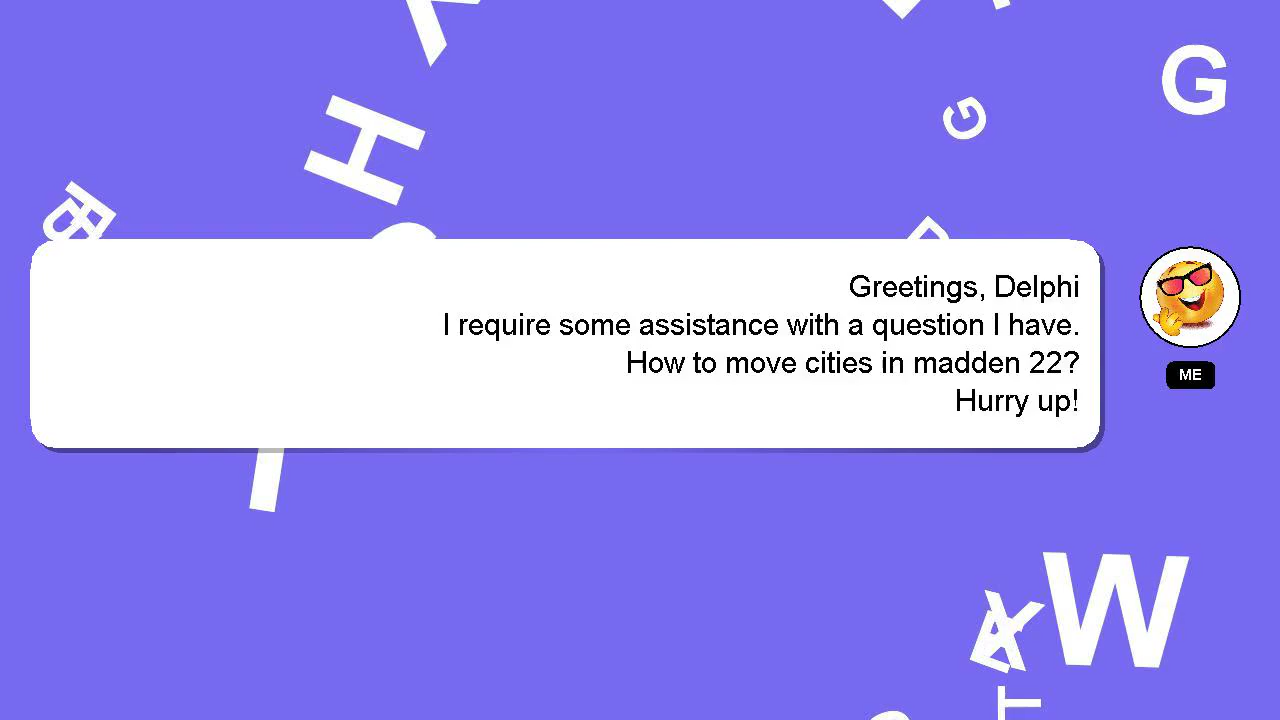 G
H
G
Greetings, Delphi
I require some assistance with a question I have.
How to move cities in madden 22?
Hurry up!
ME
W
T